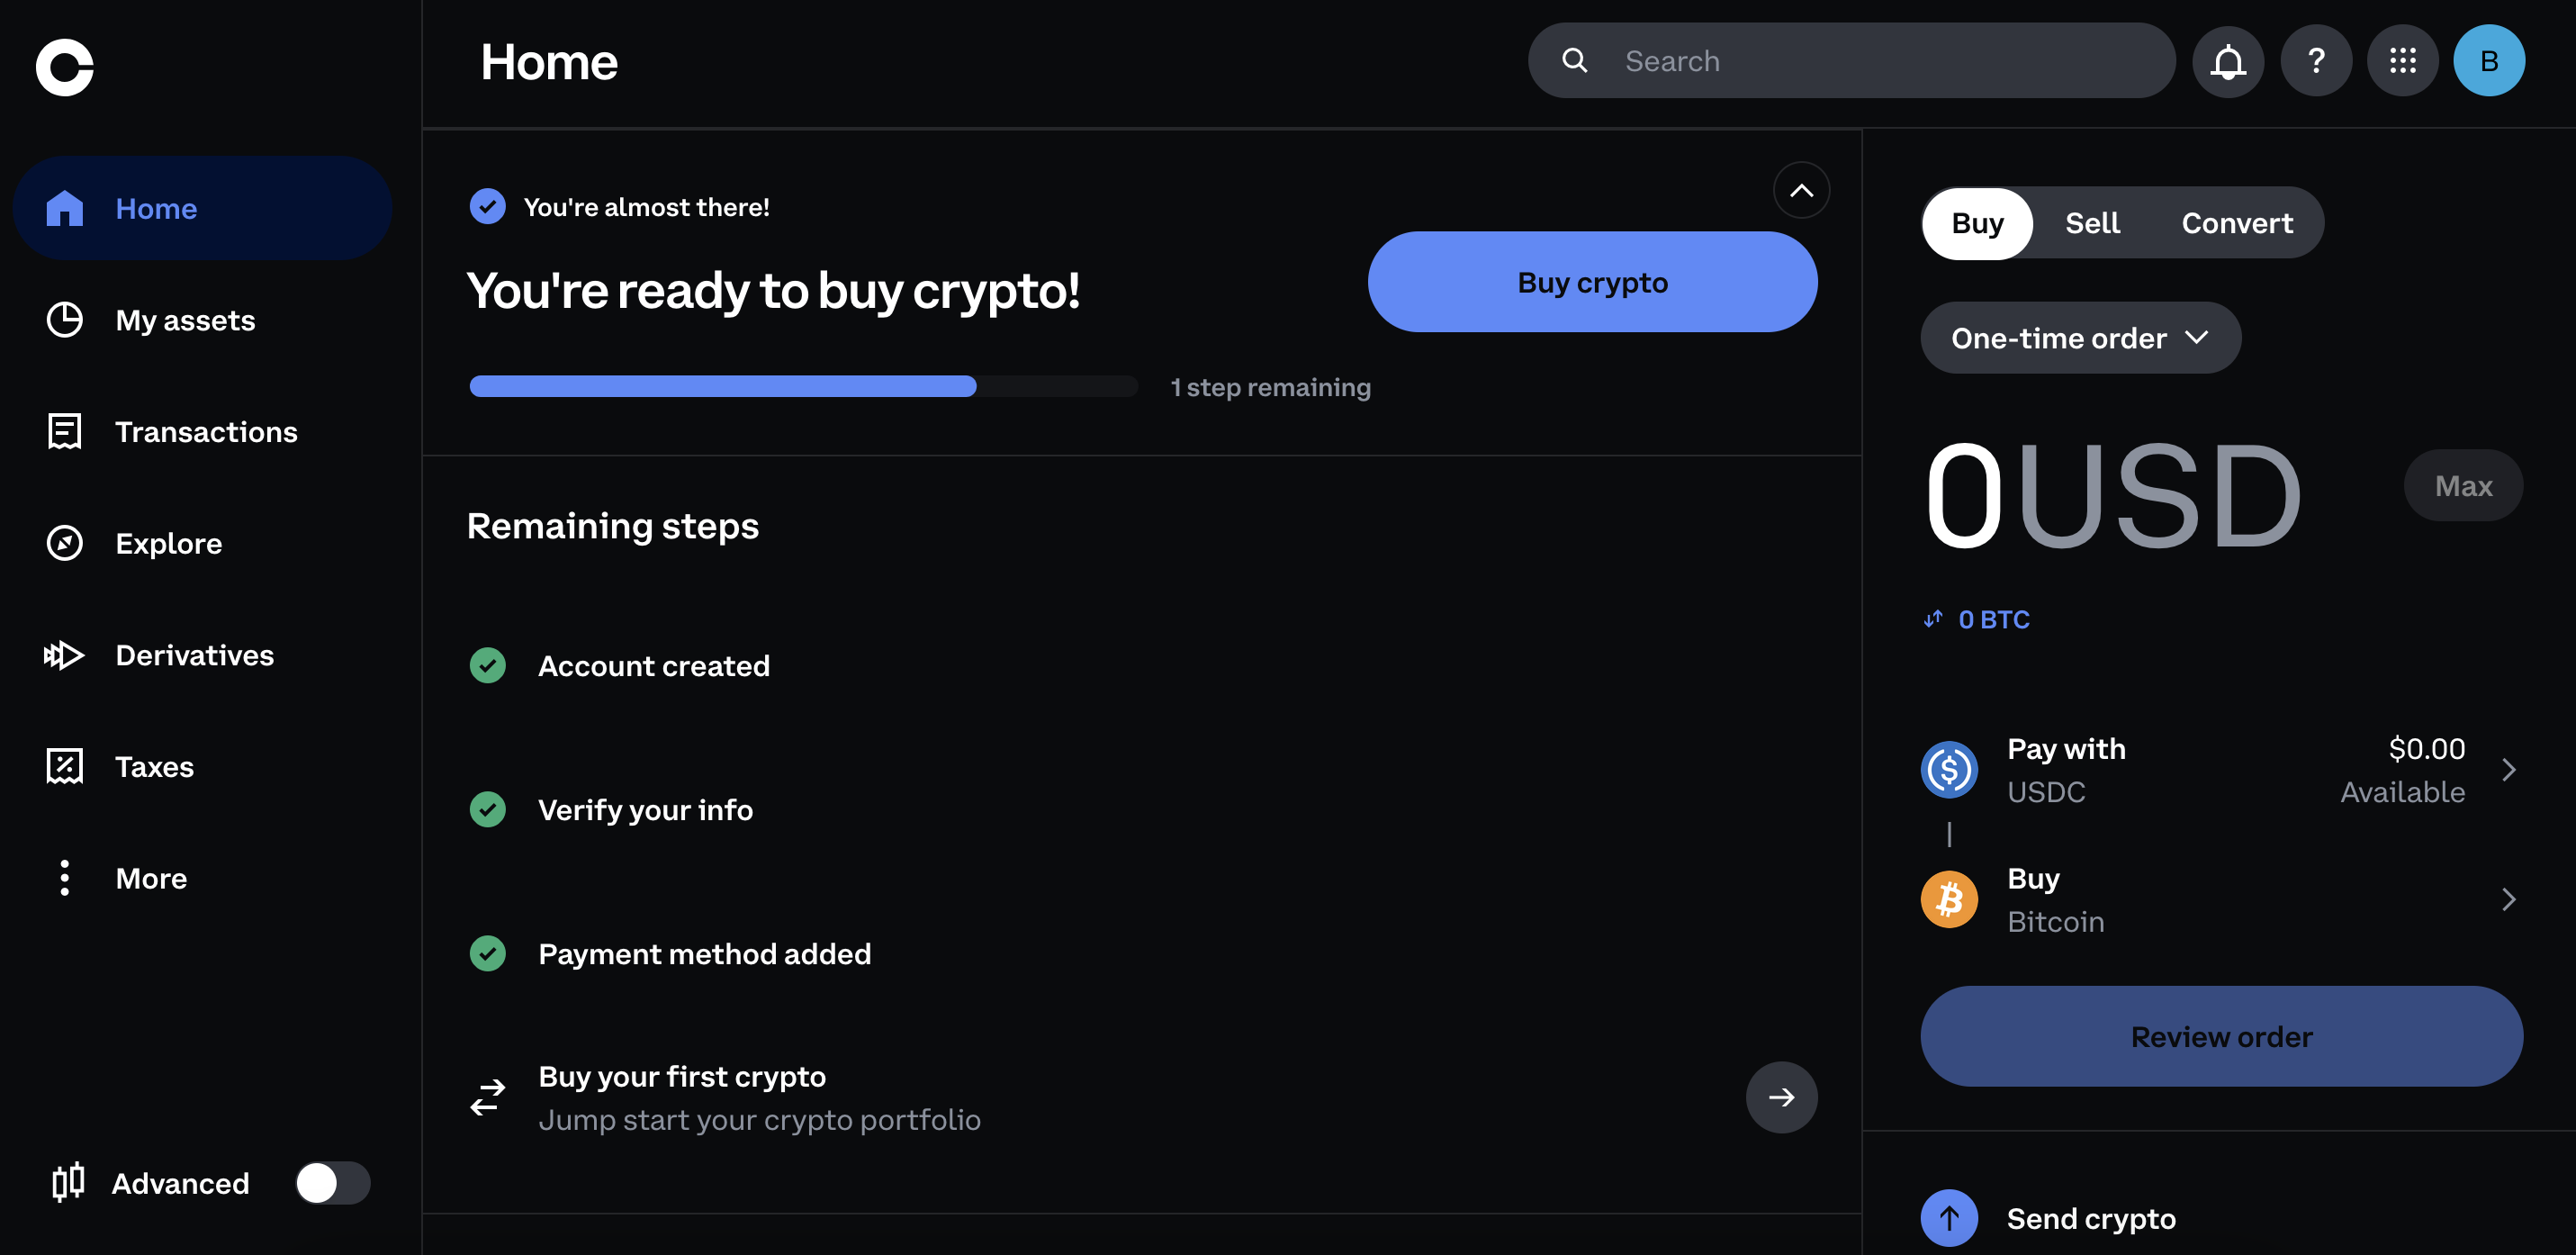 Home
Search
?
B
Home
My assets
Transactions
Explore
Derivatives
Taxes
More
Advanced
You're almost there!
You're ready to buy crypto!
Buy crypto
1 step remaining
Remaining steps
Account created
Verify your info
Payment method added
Buy your first crypto
Jump start your crypto portfolio
Buy Sell Convert
One-time order
0 USD
Max
0 BTC
Pay with $0.00
USDC Available
Buy
Bitcoin
Review order
Send crypto